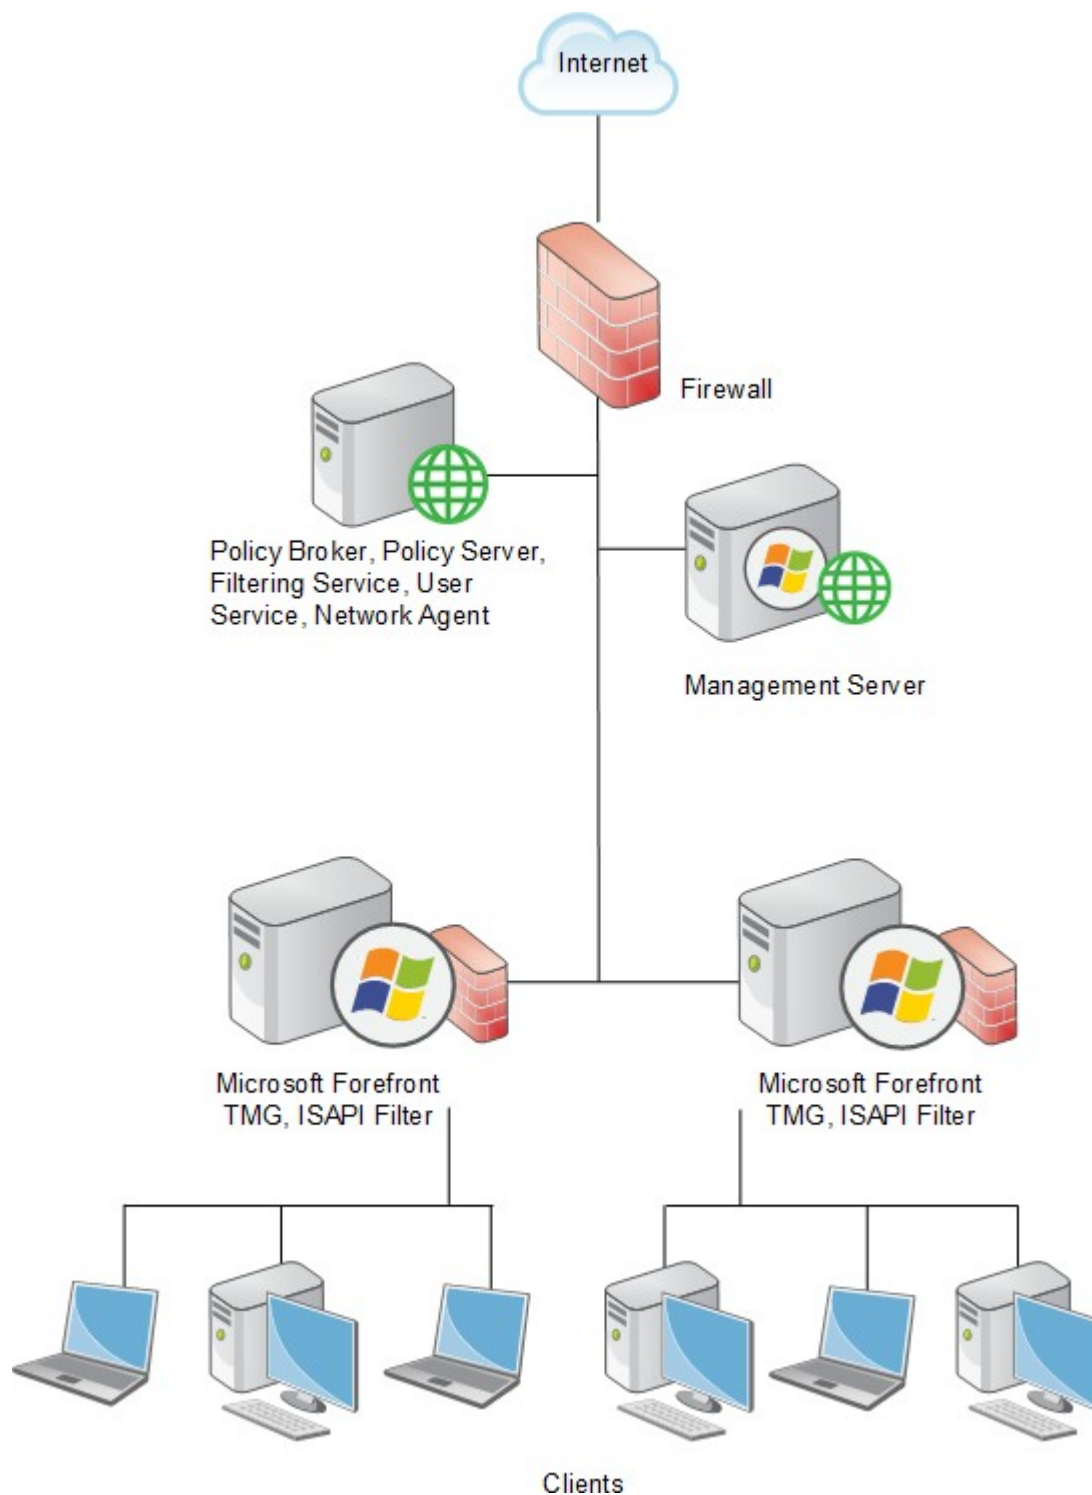 Internet
Firewall
Policy Broker, Policy Server,
Filtering Service, User
Service, Network Agent
Management Server
Microsoft Forefront
TMG, ISAPI Filter
Microsoft Forefront
TMG, ISAPI Filter
Clients